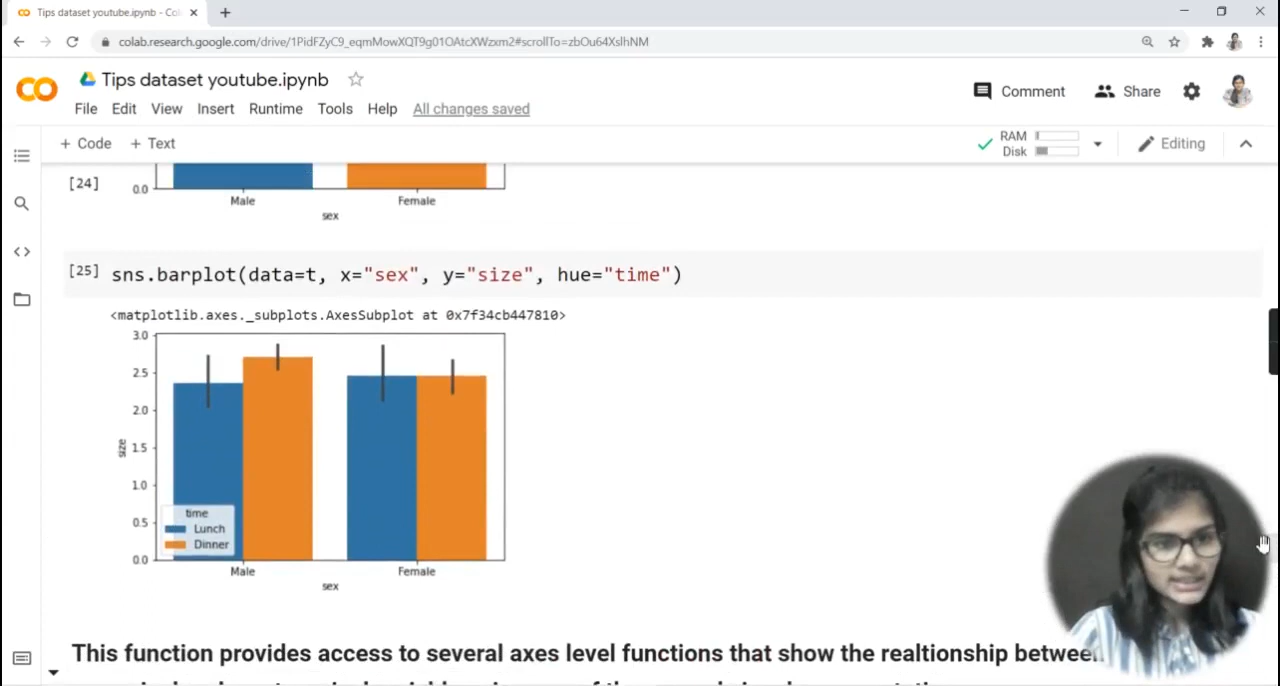 Tips dataset youtube.ipynb - Col
colab.research.google.com/drive/1PidFZyC9_eqmMowXQT9g01OAtcXWzxm2#scrollTo=zbOu64XslhNM
Tips dataset youtube.ipynb
Comment
Share
File Edit View Insert Runtime Tools Help All changes saved
+ Code + Text
RAM
Disk
Editing
[24]
0.0
Male Female
sex
[25] sns.barplot(data=t, x="sex", y="size", hue="time")
<matplotlib.axes._subplots.AxesSubplot at 0x7f34cb447810>
3.0
2.5
2.0
1.5
1.0
0.5
0.0
size
time
Lunch
Dinner
Male Female
sex
This function provides access to several axes level functions that show the realtionship between